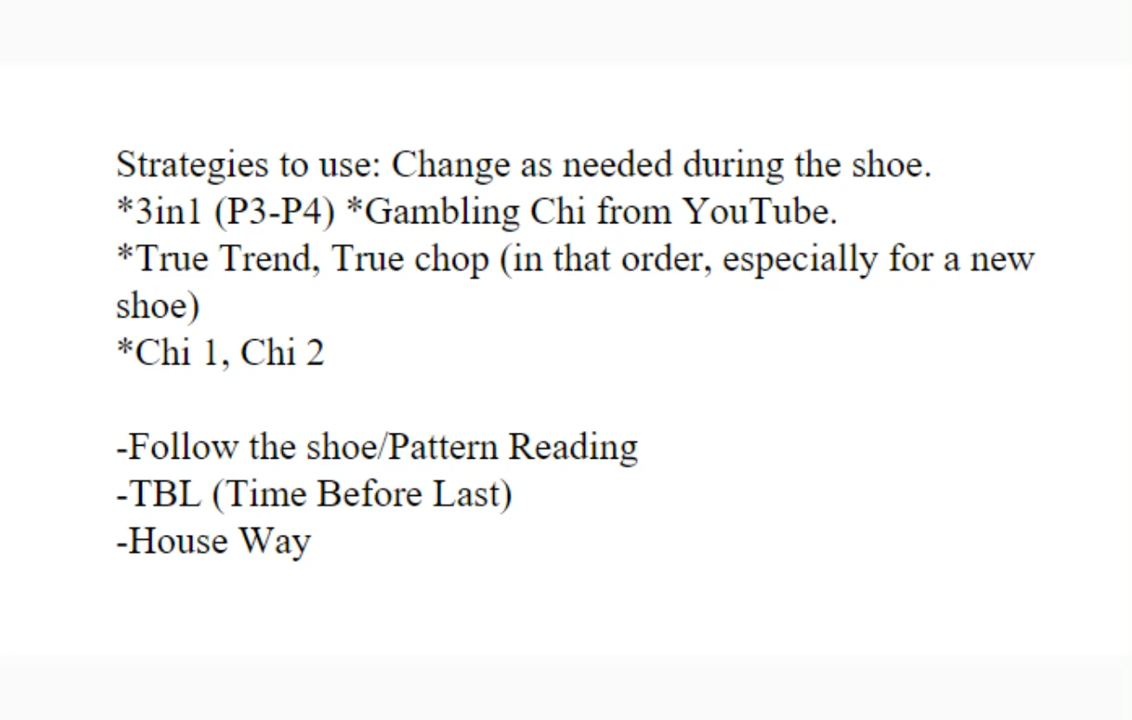 Strategies to use: Change as needed during the shoe.
*3in1 (P3-P4) *Gambling Chi from YouTube.
*True Trend, True chop (in that order, especially for a new
shoe)
*Chi 1, Chi 2
-Follow the shoe/Pattern Reading
-TBL (Time Before Last)
-House Way